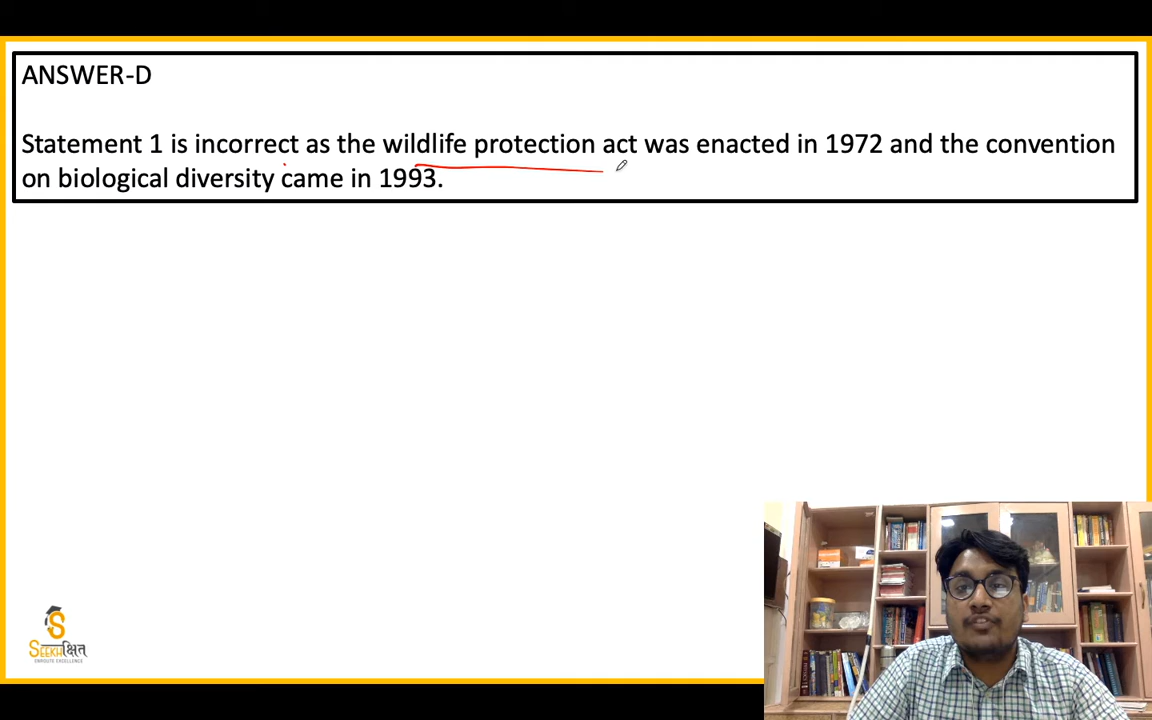 ANSWER-D
Statement 1 is incorrect as the wildlife protection act was enacted in 1972 and the convention
on biological diversity came in 1993.
SEEKHक्षित